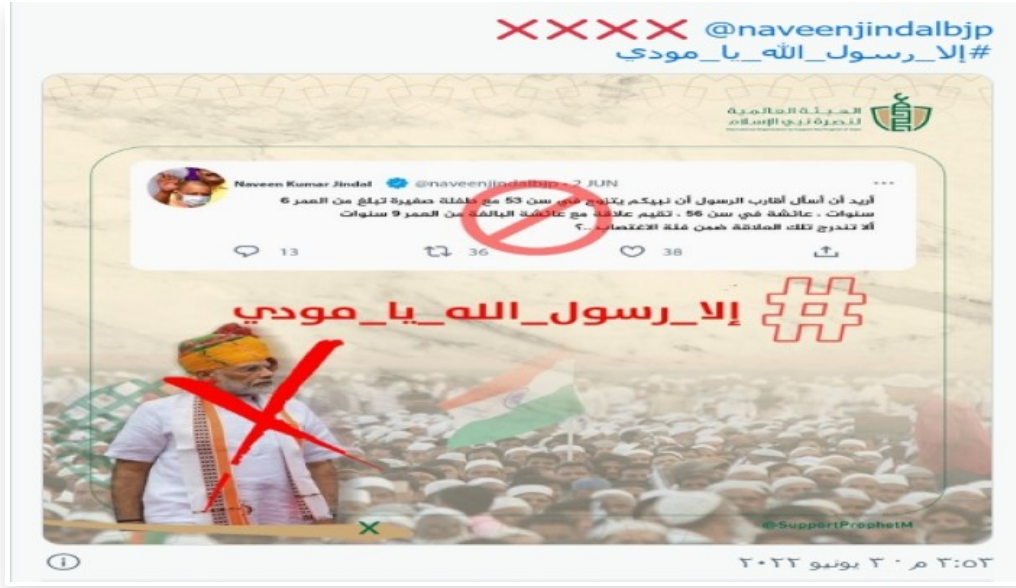 @naveenjindalbjp ❌❌❌❌
#إلا_رسول_الله_يا_مودي
الهيئة العالمية
لنصرة نبي الإسلام
Naveen Kumar Jindal @naveenjindalbjp · 2 JUN
أريد أن أسأل أقارب الرسول أن نبيكم يتزوج في سن 53 مع طفلة صغيرة تبلغ من العمر 6
سنوات ، عائشة في سن 56 ، تقيم علاقة مع عائشة البالغة من العمر 9 سنوات
ألا تندرج تلك العلاقة ضمن فئة الاغتصاب ..؟
13 36 38
# إلا_رسول_الله_يا_مودي
@SupportProphetM
٣:٥٣ م · ٣ يونيو ٢٠٢٢